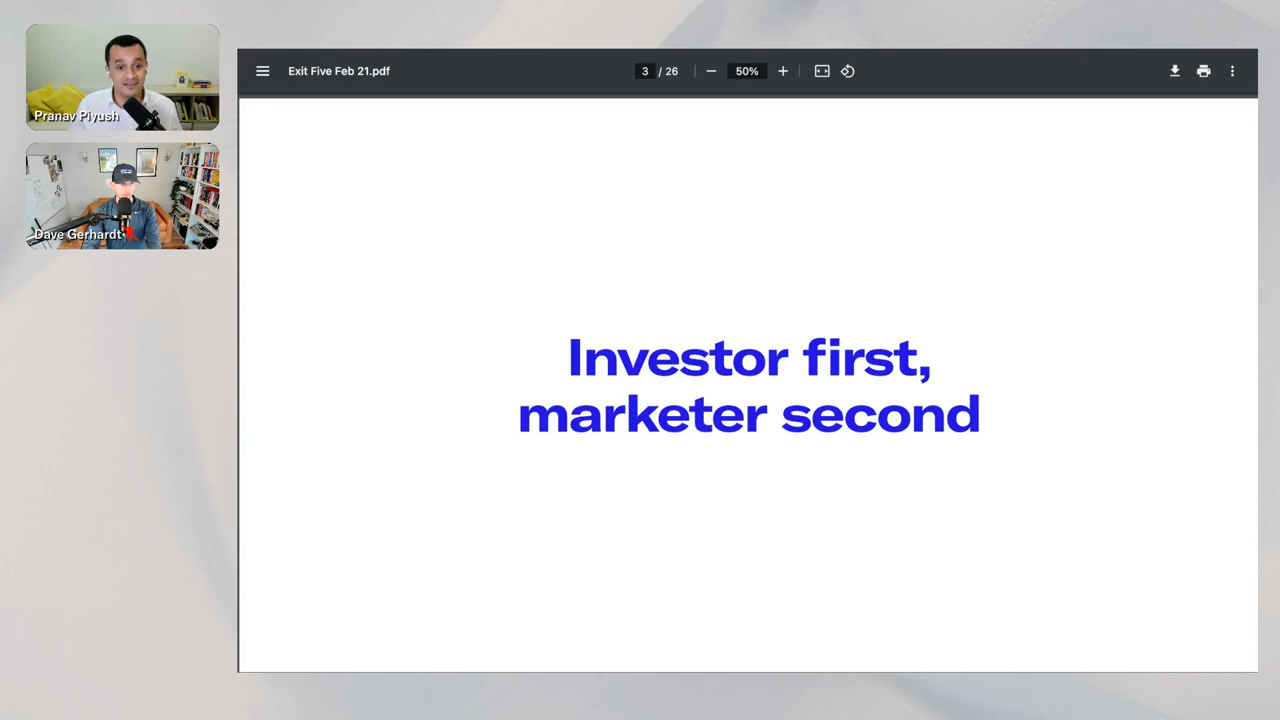 Pranav Piyush
Dave Gerhardt
Exit Five Feb 21.pdf
3 / 26
50%
Investor first,
marketer second